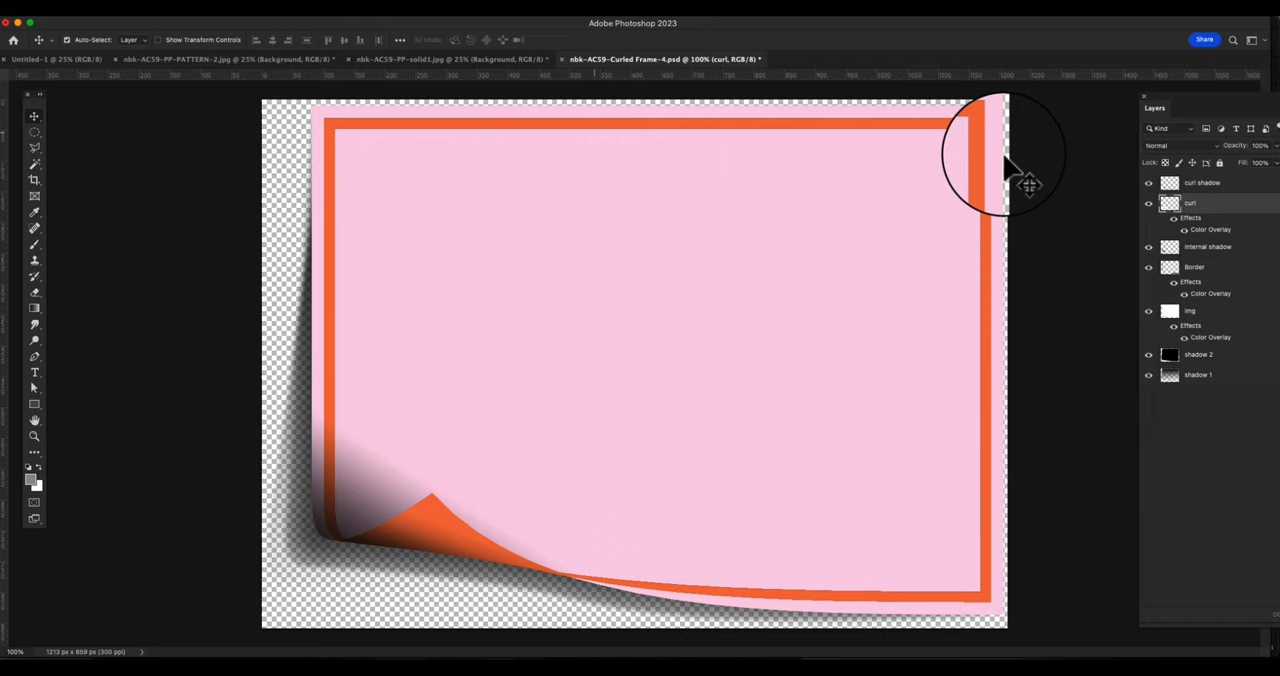 Adobe Photoshop 2023
Auto-Select: Layer Show Transform Controls ••• 3D Mode: Share
Untitled-1 @ 25% (RGB/8) × nbk-AC59-PP-PATTERN-2.jpg @ 25% (Background, RGB/8) * × nbk-AC59-PP-solid1.jpg @ 25% (Background, RGB/8) * × nbk-AC59-Curled Frame-4.psd @ 100% (curl, RGB/8) *
Layers
Kind
Normal Opacity: 100%
Lock: Fill: 100%
curl shadow
curl
Effects
Color Overlay
internal shadow
Border
Effects
Color Overlay
img
Effects
Color Overlay
shadow 2
shadow 1
100% 1213 px x 859 px (300 ppi)